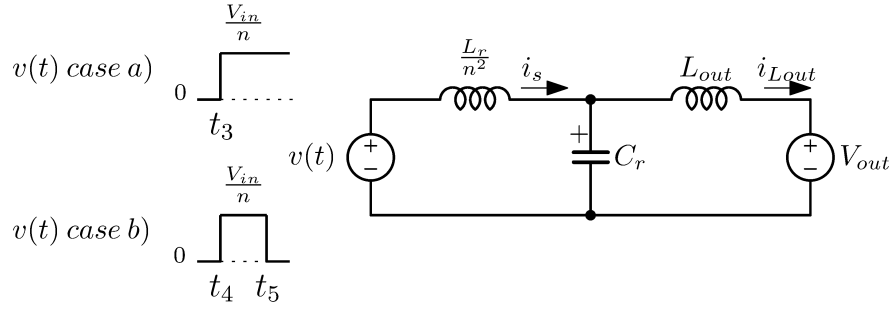 V_in/n
v(t) case a)
0
t_3
V_in/n
v(t) case b)
0
t_4 t_5
L_r/n^2
i_s
L_out
i_Lout
v(t)
+
−
+
C_r
+
−
V_out